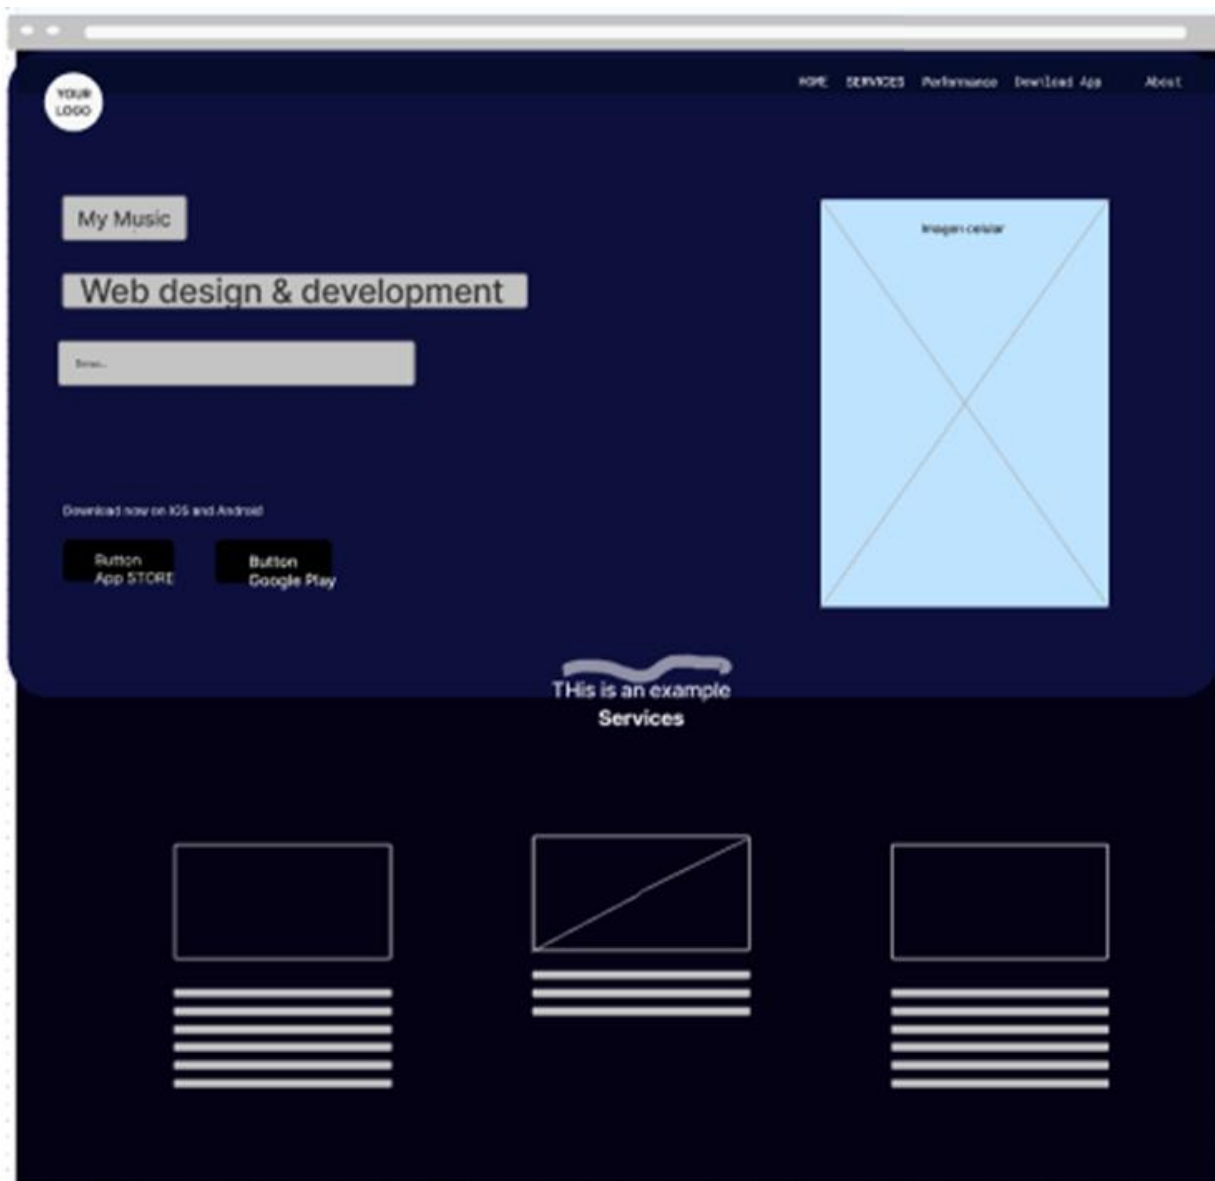 YOUR
LOGO
HOME SERVICES Performance Download App About
My Music
Imagen celular
Web design & development
Download now on IOS and Android
Button
App STORE
Button
Google Play
THis is an example
Services